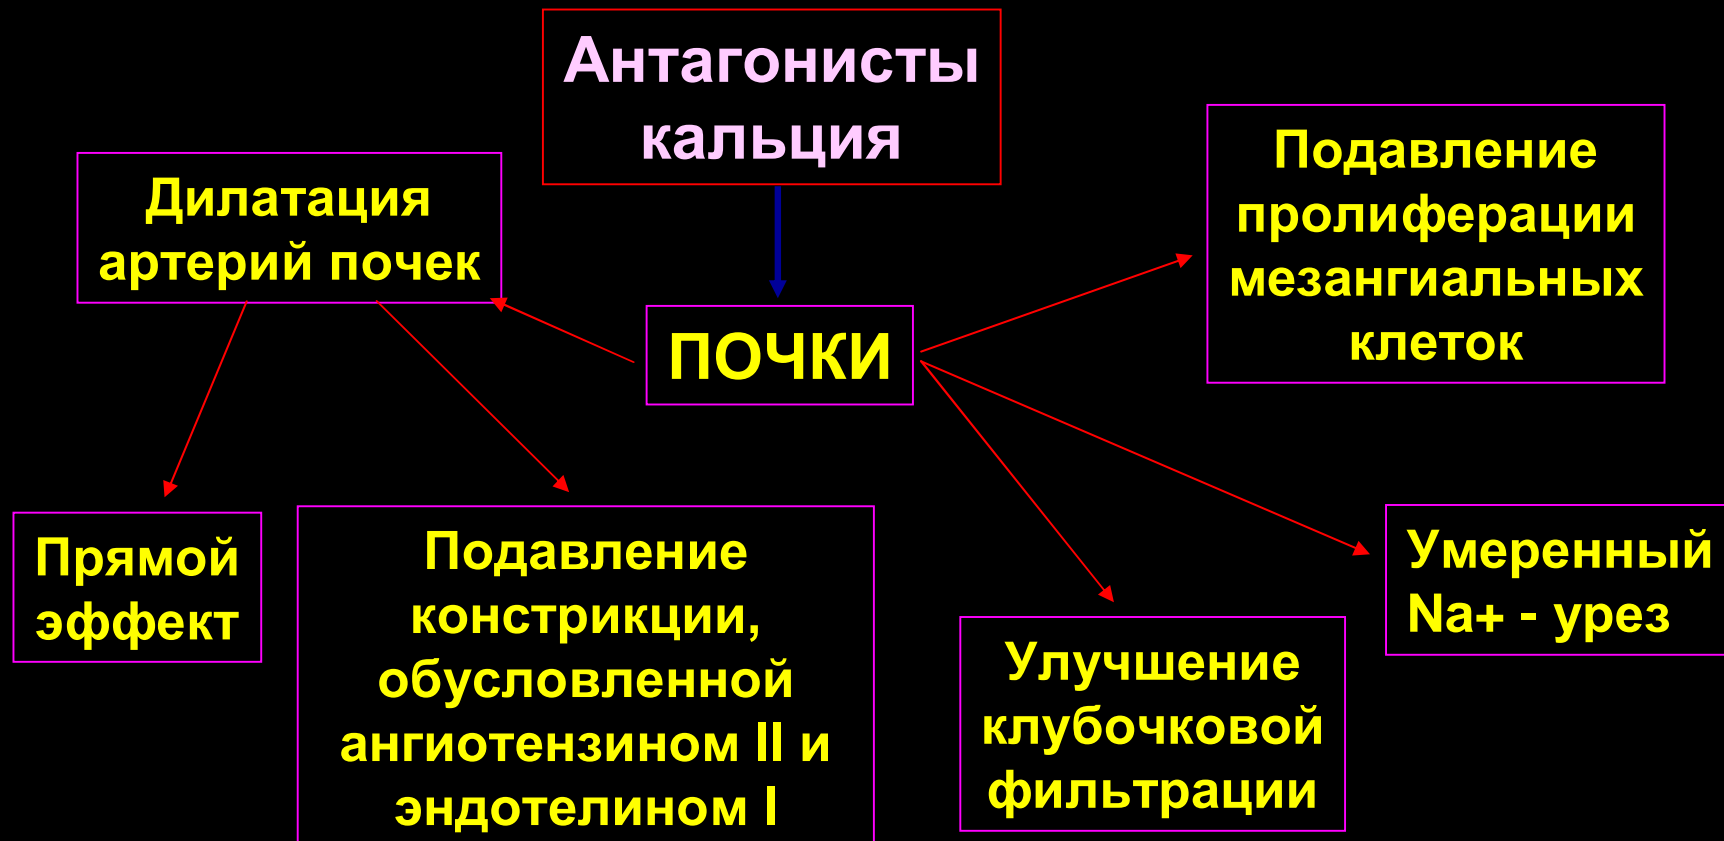 Антагонисты
кальция
Дилатация
артерий почек
ПОЧКИ
Подавление
пролиферации
мезангиальных
клеток
Прямой
эффект
Подавление
констрикции,
обусловленной
ангиотензином II и
эндотелином I
Улучшение
клубочковой
фильтрации
Умеренный
Na+ - урез